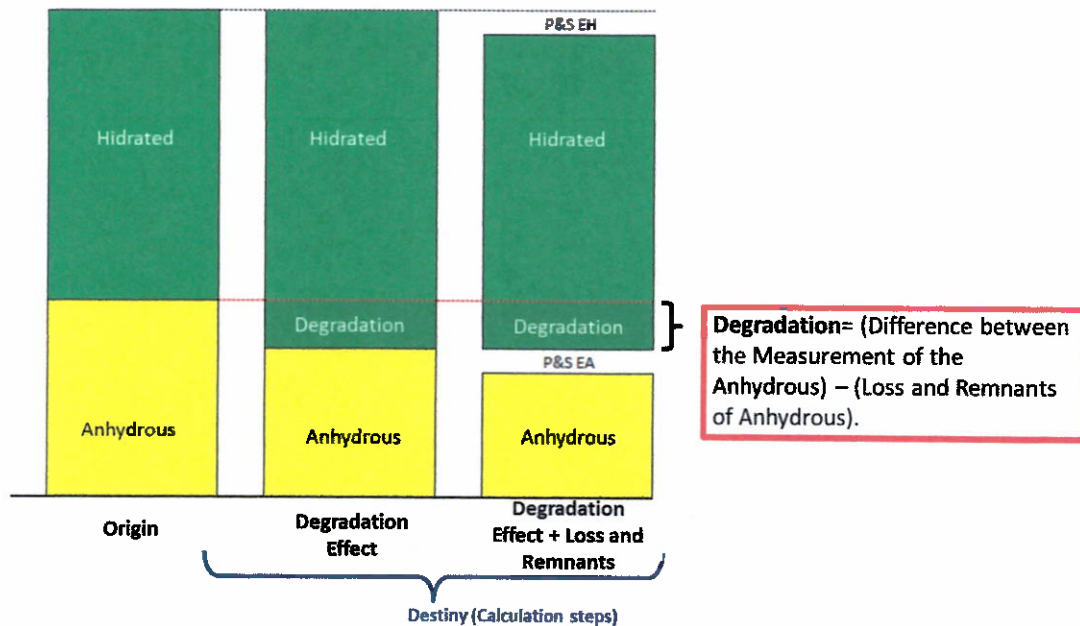 P&S EH
Hidrated
Hidrated
Hidrated
Degradation
Degradation
P&S EA
Anhydrous
Anhydrous
Anhydrous
Degradation= (Difference between
the Measurement of the
Anhydrous) – (Loss and Remnants
of Anhydrous).
Origin
Degradation
Effect
Degradation
Effect + Loss and
Remnants
Destiny (Calculation steps)